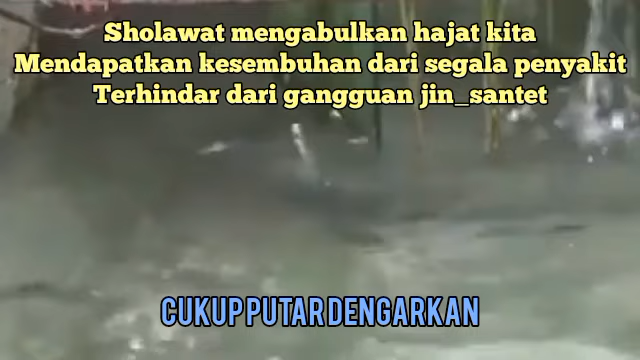 Sholawat mengabulkan hajat kita
Mendapatkan kesembuhan dari segala penyakit
Terhindar dari gangguan jin_santet
CUKUP PUTAR DENGARKAN